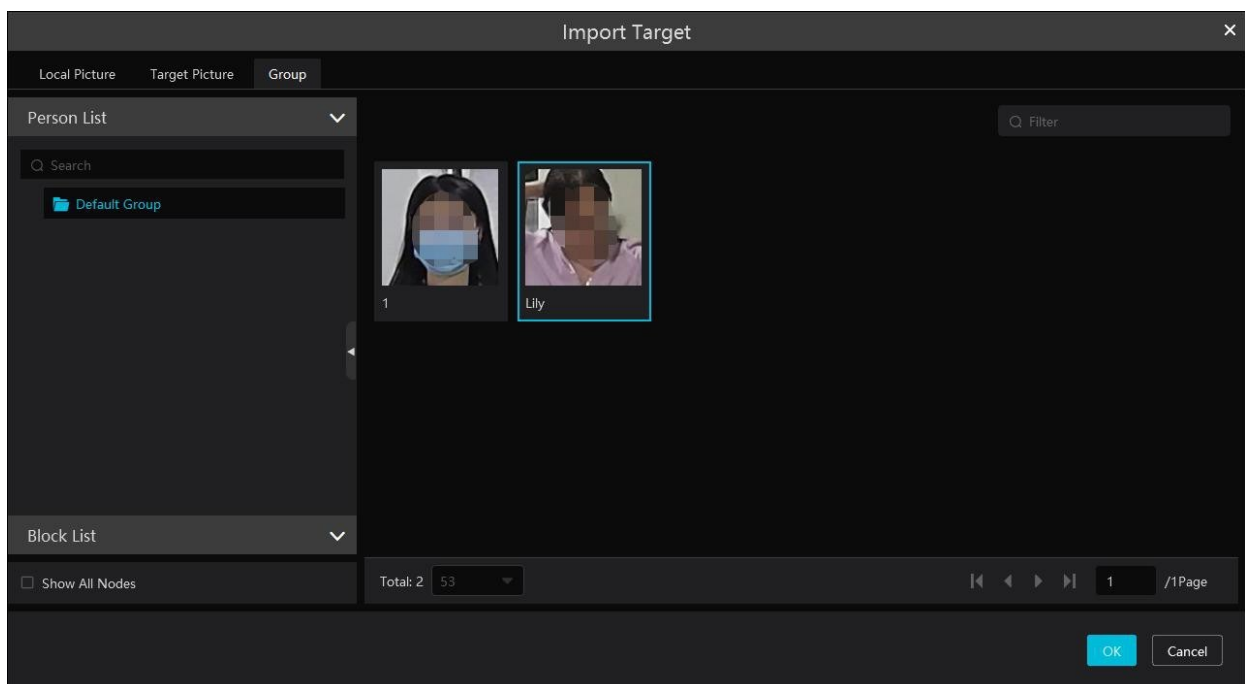 Import Target
Local Picture Target Picture Group
Person List
Filter
Search
Default Group
1
Lily
Block List
Show All Nodes
Total: 2 53
1 /1Page
OK Cancel